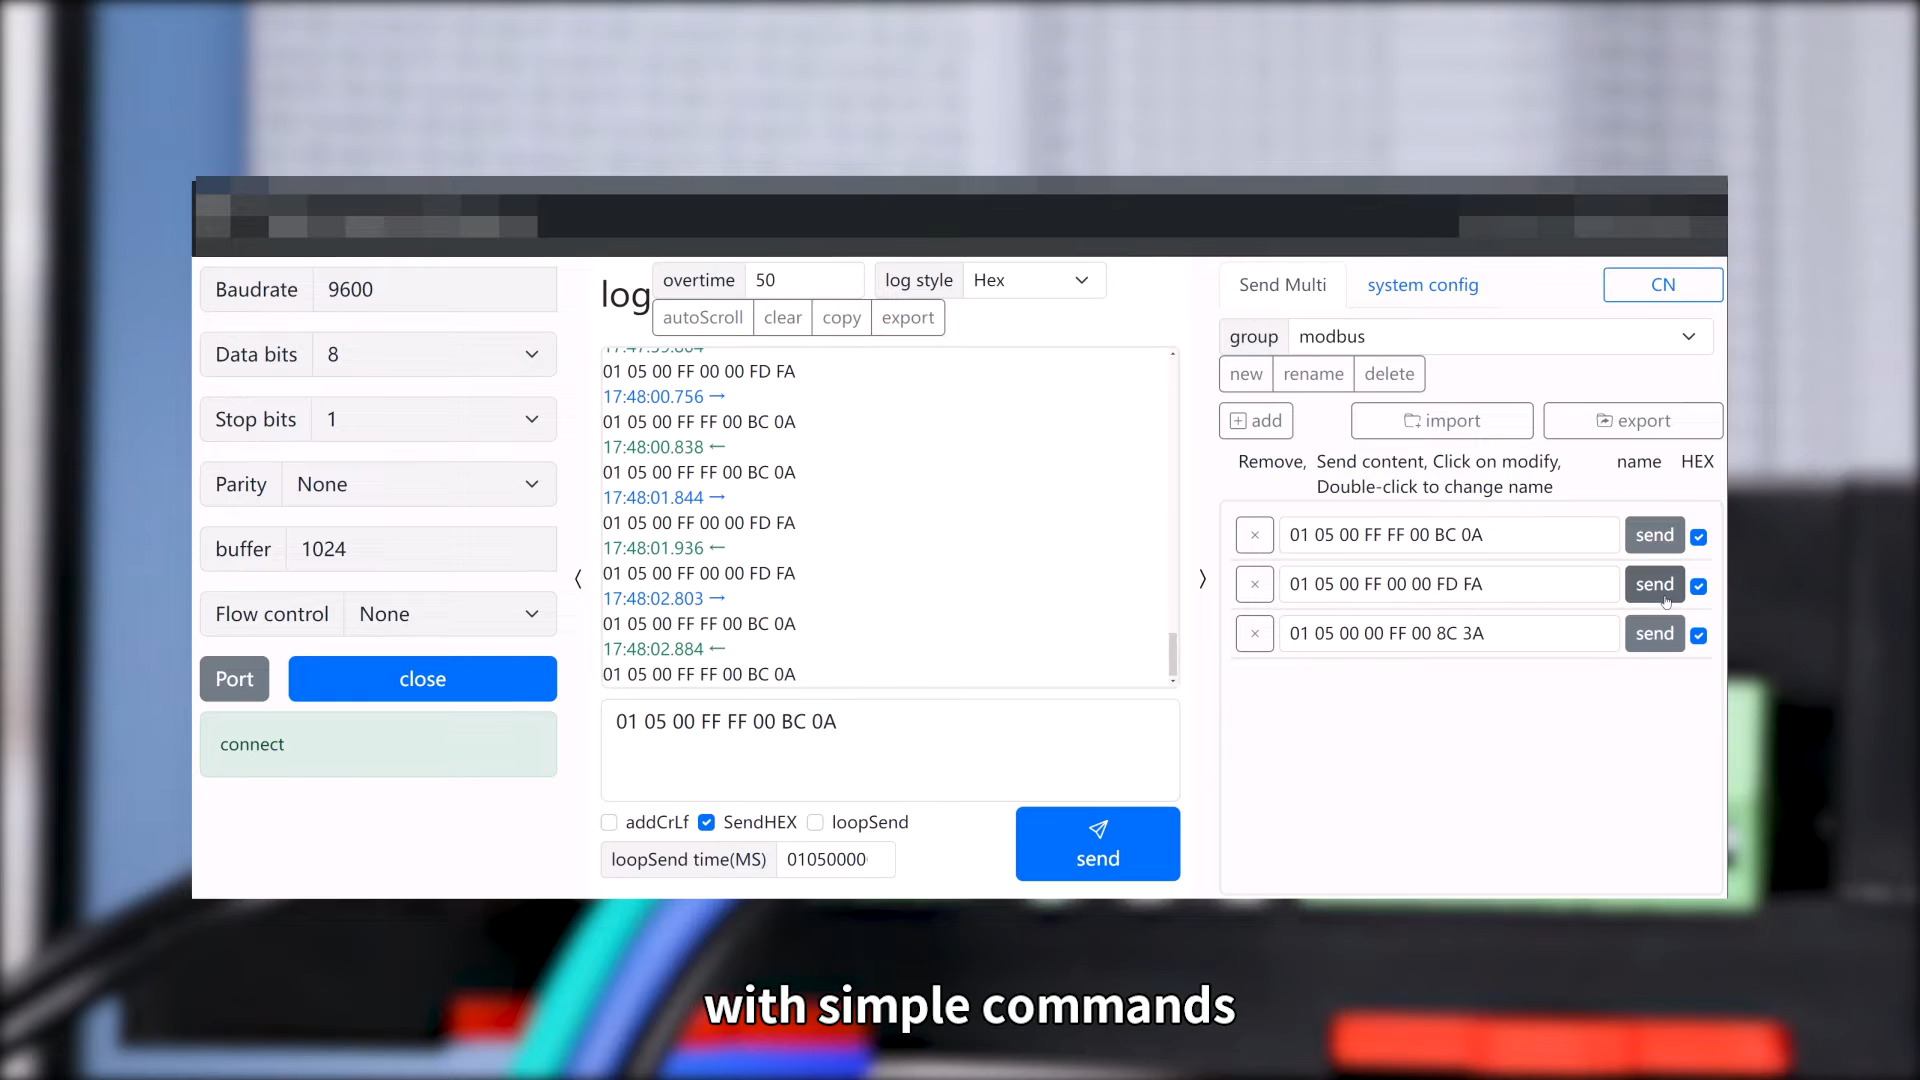 Baudrate 9600
Data bits 8
Stop bits 1
Parity None
buffer 1024
Flow control None
Port close
connect
log
overtime 50 log style Hex
autoScroll clear copy export
17:47:59.804
01 05 00 FF 00 00 FD FA
17:48:00.756 →
01 05 00 FF FF 00 BC 0A
17:48:00.838 ←
01 05 00 FF FF 00 BC 0A
17:48:01.844 →
01 05 00 FF 00 00 FD FA
17:48:01.936 ←
01 05 00 FF 00 00 FD FA
17:48:02.803 →
01 05 00 FF FF 00 BC 0A
17:48:02.884 ←
01 05 00 FF FF 00 BC 0A
01 05 00 FF FF 00 BC 0A
addCrLf SendHEX loopSend
loopSend time(MS) 01050000
send
Send Multi system config CN
group modbus
new rename delete
add import export
Remove, Send content, Click on modify, name HEX
Double-click to change name
× 01 05 00 FF FF 00 BC 0A send
× 01 05 00 FF 00 00 FD FA send
× 01 05 00 00 FF 00 8C 3A send
with simple commands